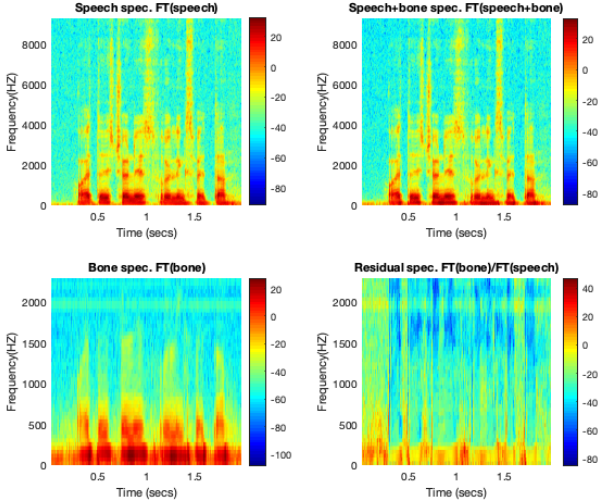 Speech spec. FT(speech)
Frequency(HZ)
8000
6000
4000
2000
0
0.5 1 1.5
Time (secs)
20
0
-20
-40
-60
-80
Speech+bone spec. FT(speech+bone)
Frequency(HZ)
8000
6000
4000
2000
0
0.5 1 1.5
Time (secs)
20
0
-20
-40
-60
-80
Bone spec. FT(bone)
Frequency(HZ)
2000
1500
1000
500
0
0.5 1 1.5
Time (secs)
20
0
-20
-40
-60
-80
-100
Residual spec. FT(bone)/FT(speech)
Frequency(HZ)
2000
1500
1000
500
0
0.5 1 1.5
Time (secs)
40
20
0
-20
-40
-60
-80